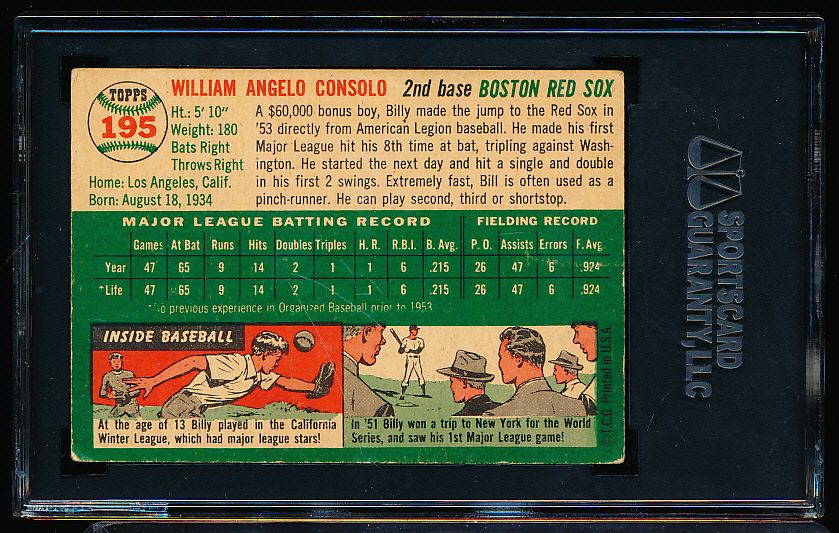 TOPPS
195
WILLIAM ANGELO CONSOLO 2nd base BOSTON RED SOX
Ht.: 5' 10"
Weight: 180
Bats Right
Throws Right
Home: Los Angeles, Calif.
Born: August 18, 1934
A $60,000 bonus boy, Billy made the jump to the Red Sox in
'53 directly from American Legion baseball. He made his first
Major League hit his 8th time at bat, tripling against Wash-
ington. He started the next day and hit a single and double
in his first 2 swings. Extremely fast, Bill is often used as a
pinch-runner. He can play second, third or shortstop.
MAJOR LEAGUE BATTING RECORD FIELDING RECORD
Games At Bat Runs Hits Doubles Triples H. R. R.B.I. B. Avg. P. O. Assists Errors F. Avg.
Year 47 65 9 14 2 1 1 6 .215 26 47 6 .924
*Life 47 65 9 14 2 1 1 6 .215 26 47 6 .924
*No previous experience in Organized Baseball prior to 1953
INSIDE BASEBALL
At the age of 13 Billy played in the California
Winter League, which had major league stars!
In '51 Billy won a trip to New York for the World
Series, and saw his 1st Major League game!
©T.C.G. Printed in U.S.A.
SPORTSCARD
GUARANTY, LLC